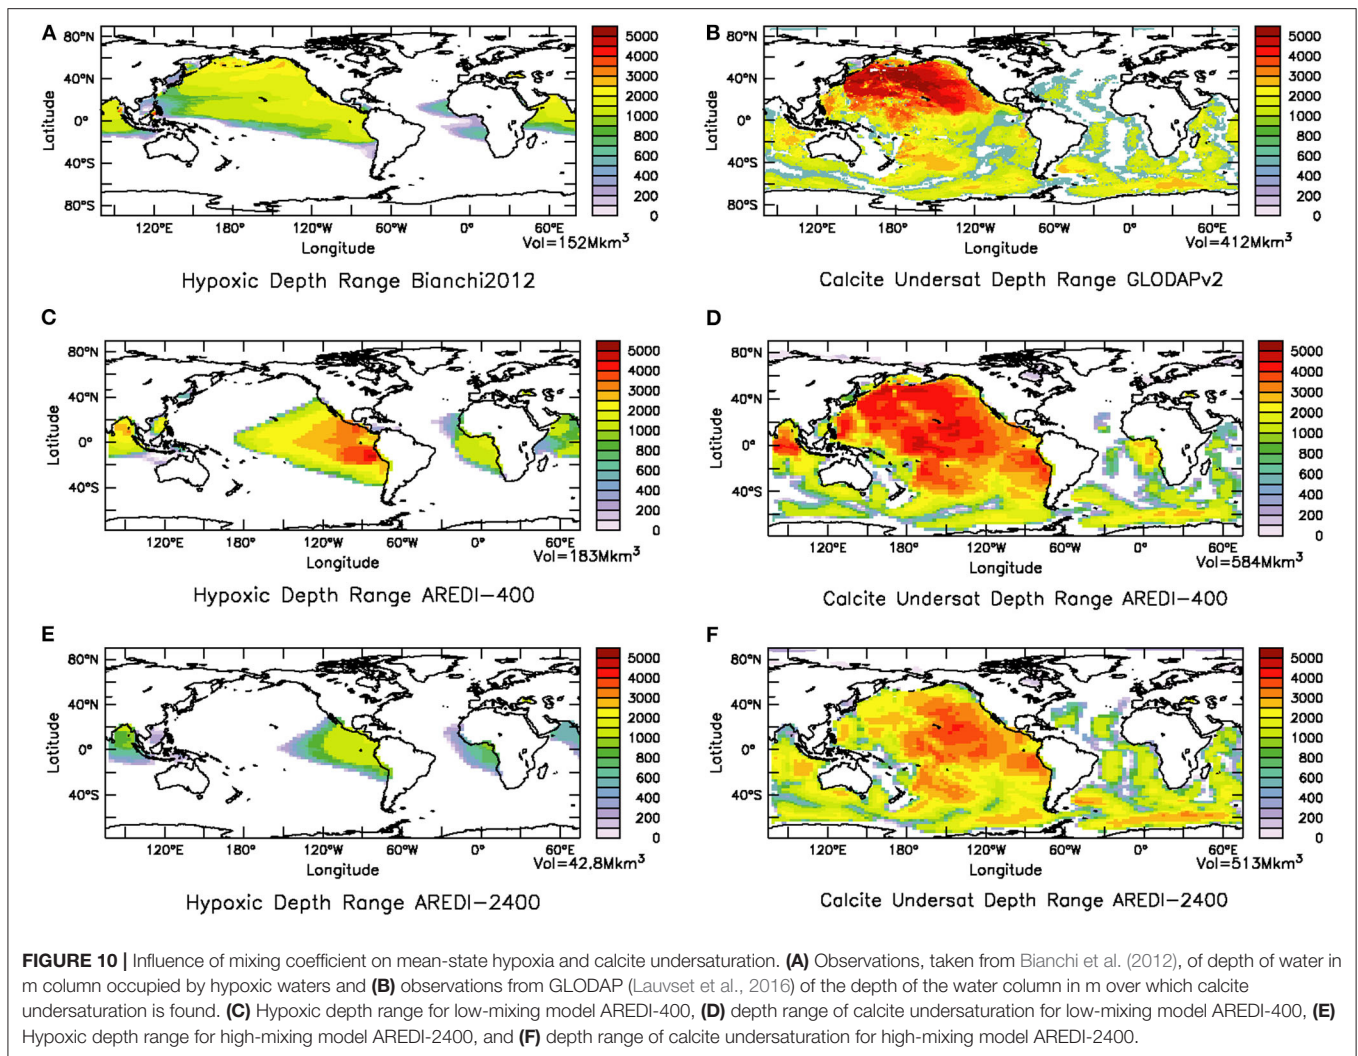 A
80°N
40°N
0°
40°S
80°S
Latitude
120°E
180°
120°W
60°W
0°
60°E
Longitude
5000
4000
3000
2000
1000
800
600
400
200
0
Vol=152Mkm³
Hypoxic Depth Range Bianchi2012
B
80°N
40°N
0°
40°S
80°S
Latitude
120°E
180°
120°W
60°W
0°
60°E
Longitude
5000
4000
3000
2000
1000
800
600
400
200
0
Vol=412Mkm³
Calcite Undersat Depth Range GLODAPv2
C
80°N
40°N
0°
40°S
Latitude
120°E
180°
120°W
60°W
0°
60°E
Longitude
5000
4000
3000
2000
1000
800
600
400
200
0
Vol=183Mkm³
Hypoxic Depth Range AREDI-400
D
80°N
40°N
0°
40°S
Latitude
120°E
180°
120°W
60°W
0°
60°E
Longitude
5000
4000
3000
2000
1000
800
600
400
200
0
Vol=584Mkm³
Calcite Undersat Depth Range AREDI-400
E
80°N
40°N
0°
40°S
Latitude
120°E
180°
120°W
60°W
0°
60°E
Longitude
5000
4000
3000
2000
1000
800
600
400
200
0
Vol=42.8Mkm³
Hypoxic Depth Range AREDI-2400
F
80°N
40°N
0°
40°S
Latitude
120°E
180°
120°W
60°W
0°
60°E
Longitude
5000
4000
3000
2000
1000
800
600
400
200
0
Vol=513Mkm³
Calcite Undersat Depth Range AREDI-2400
FIGURE 10 | Influence of mixing coefficient on mean-state hypoxia and calcite undersaturation. (A) Observations, taken from Bianchi et al. (2012), of depth of water in
m column occupied by hypoxic waters and (B) observations from GLODAP (Lauvset et al., 2016) of the depth of the water column in m over which calcite
undersaturation is found. (C) Hypoxic depth range for low-mixing model AREDI-400, (D) depth range of calcite undersaturation for low-mixing model AREDI-400, (E)
Hypoxic depth range for high-mixing model AREDI-2400, and (F) depth range of calcite undersaturation for high-mixing model AREDI-2400.